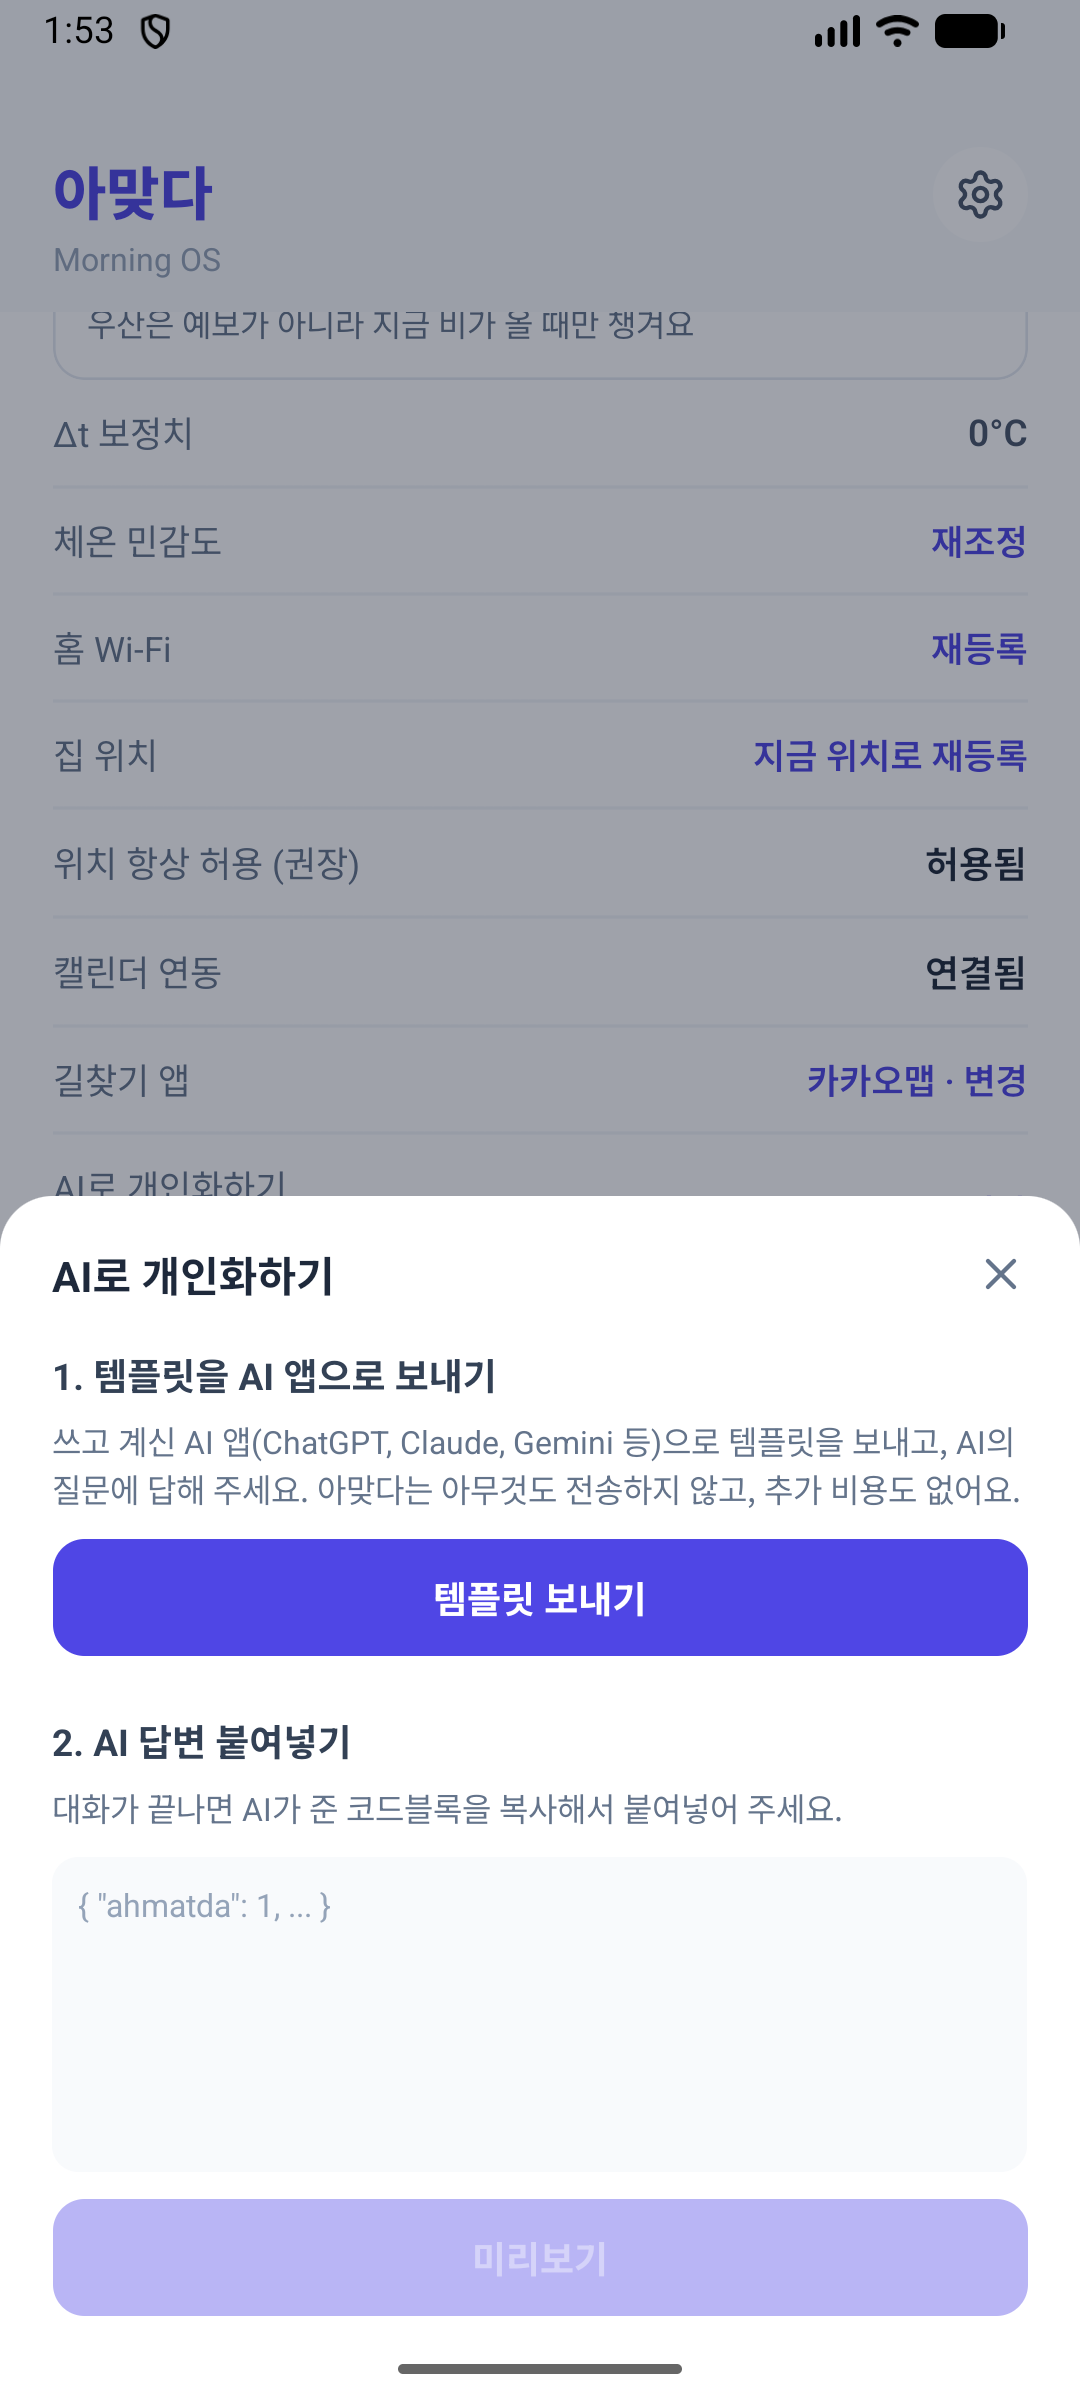 1:53
아맞다
Morning OS
우산은 예보가 아니라 지금 비가 올 때만 챙겨요
Δt 보정치
0°C
체온 민감도
재조정
홈 Wi-Fi
재등록
집 위치
지금 위치로 재등록
위치 항상 허용 (권장)
허용됨
캘린더 연동
연결됨
길찾기 앱
카카오맵 · 변경
AI로 개인화하기
AI로 개인화하기
1. 템플릿을 AI 앱으로 보내기
쓰고 계신 AI 앱(ChatGPT, Claude, Gemini 등)으로 템플릿을 보내고, AI의
질문에 답해 주세요. 아맞다는 아무것도 전송하지 않고, 추가 비용도 없어요.
템플릿 보내기
2. AI 답변 붙여넣기
대화가 끝나면 AI가 준 코드블록을 복사해서 붙여넣어 주세요.
{ "ahmatda": 1, ... }
미리보기